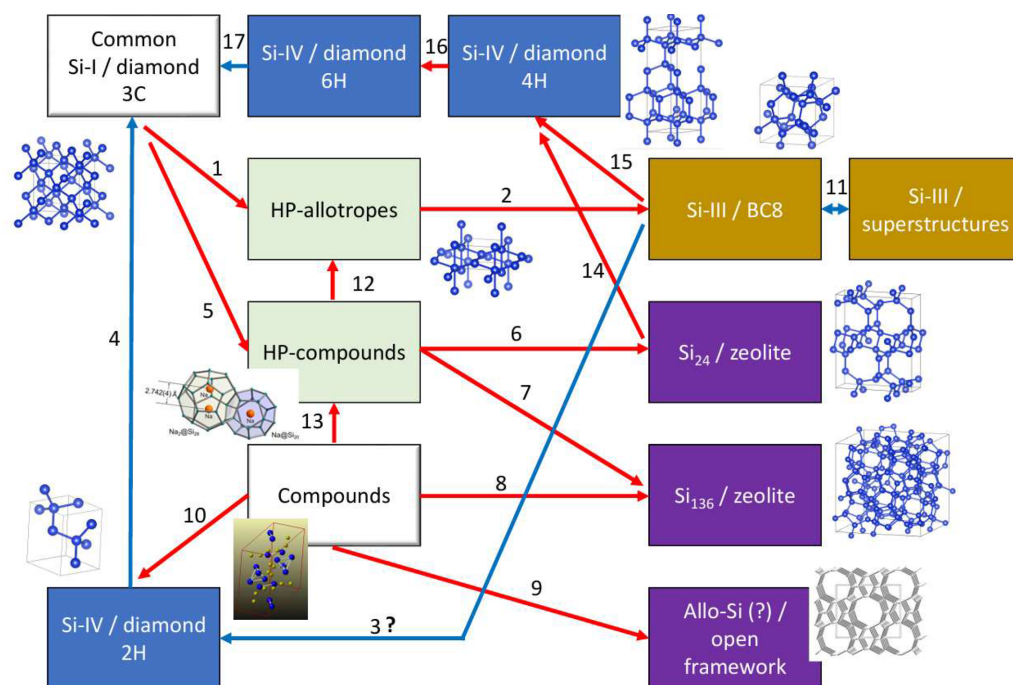 Common
Si-I / diamond
3C
17
Si-IV / diamond
6H
16
Si-IV / diamond
4H
1
HP-allotropes
2
15
Si-III / BC8
11
Si-III /
superstructures
12
14
4
5
HP-compounds
6
Si24 / zeolite
7
2.742(4) Å
Na
Na
Na
Na2@Si28
Na@Si20
13
Compounds
8
Si136 / zeolite
10
9
Si-IV / diamond
2H
3 ?
Allo-Si (?) /
open
framework